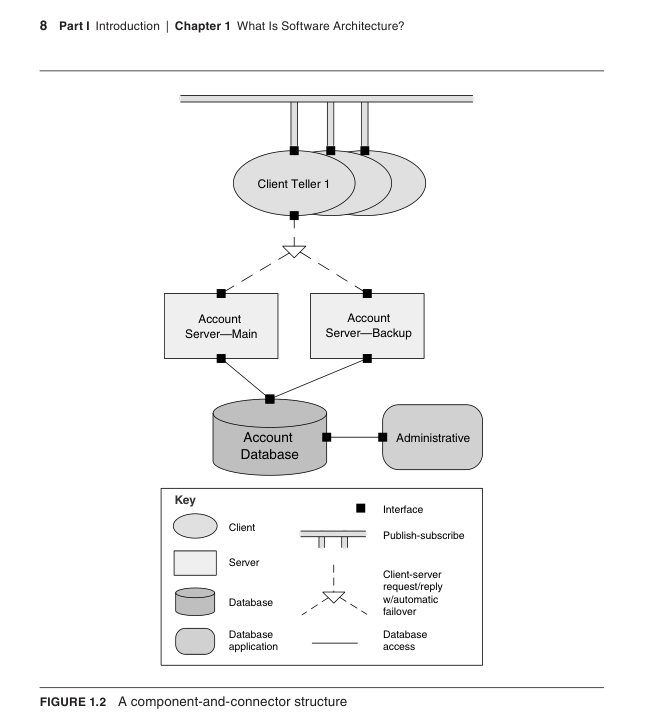 8 Part I Introduction | Chapter 1 What Is Software Architecture?
Client Teller 1
Account
Server—Main
Account
Server—Backup
Account
Database
Administrative
Key
Client
Server
Database
Database
application
Interface
Publish-subscribe
Client-server
request/reply
w/automatic
failover
Database
access
FIGURE 1.2 A component-and-connector structure